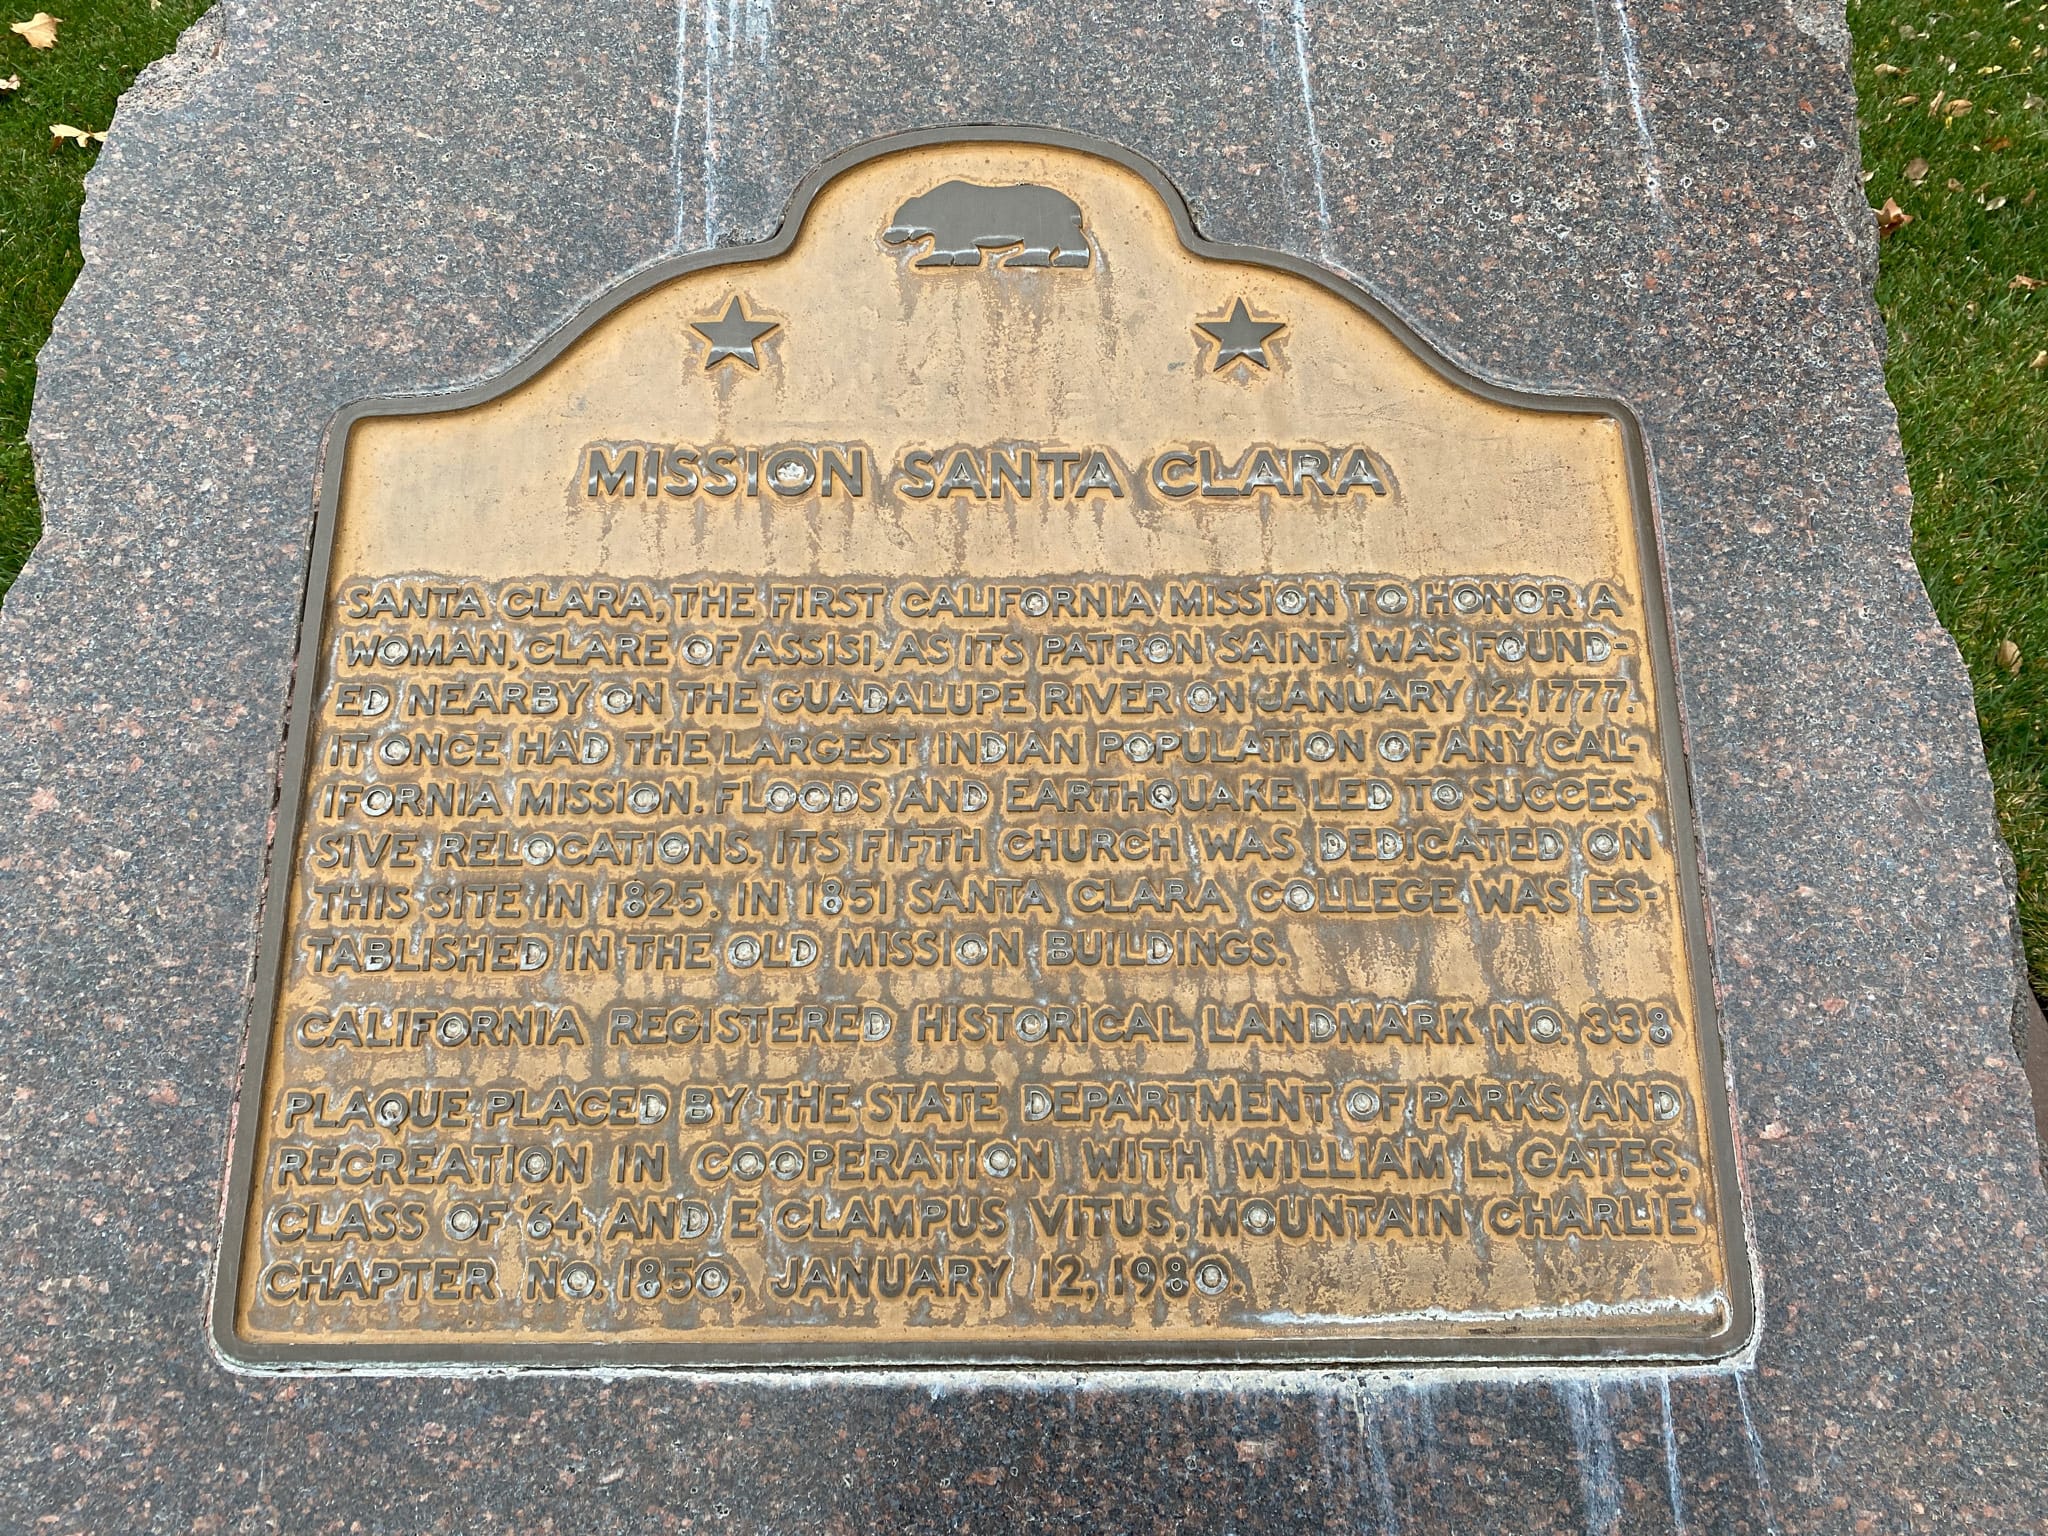 MISSION SANTA CLARA
SANTA CLARA, THE FIRST CALIFORNIA MISSION TO HONOR A
WOMAN, CLARE OF ASSISI, AS ITS PATRON SAINT, WAS FOUND-
ED NEARBY ON THE GUADALUPE RIVER ON JANUARY 12, 1777.
IT ONCE HAD THE LARGEST INDIAN POPULATION OF ANY CAL-
IFORNIA MISSION. FLOODS AND EARTHQUAKE LED TO SUCCES-
SIVE RELOCATIONS. ITS FIFTH CHURCH WAS DEDICATED ON
THIS SITE IN 1825. IN 1851 SANTA CLARA COLLEGE WAS ES-
TABLISHED IN THE OLD MISSION BUILDINGS.
CALIFORNIA REGISTERED HISTORICAL LANDMARK NO. 338
PLAQUE PLACED BY THE STATE DEPARTMENT OF PARKS AND
RECREATION IN COOPERATION WITH WILLIAM L. GATES,
CLASS OF '64, AND E CLAMPUS VITUS, MOUNTAIN CHARLIE
CHAPTER NO. 1850, JANUARY 12, 1980.